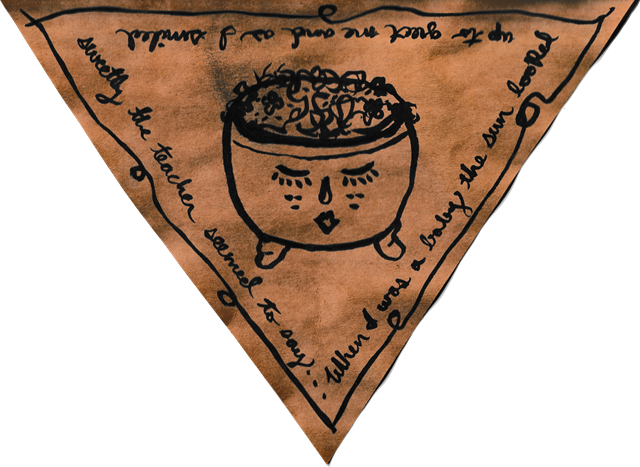 When I was a baby the sun looked
up to greet me and as I smiled
sweetly the teacher seemed to say...